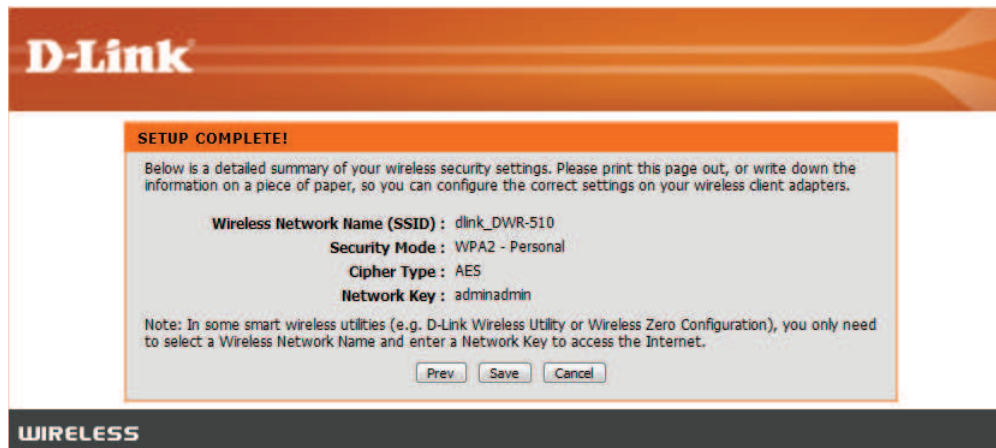 D-Link
SETUP COMPLETE!
Below is a detailed summary of your wireless security settings. Please print this page out, or write down the
information on a piece of paper, so you can configure the correct settings on your wireless client adapters.
Wireless Network Name (SSID) : dlink_DWR-510
Security Mode : WPA2 - Personal
Cipher Type : AES
Network Key : adminadmin
Note: In some smart wireless utilities (e.g. D-Link Wireless Utility or Wireless Zero Configuration), you only need
to select a Wireless Network Name and enter a Network Key to access the Internet.
Prev Save Cancel
WIRELESS